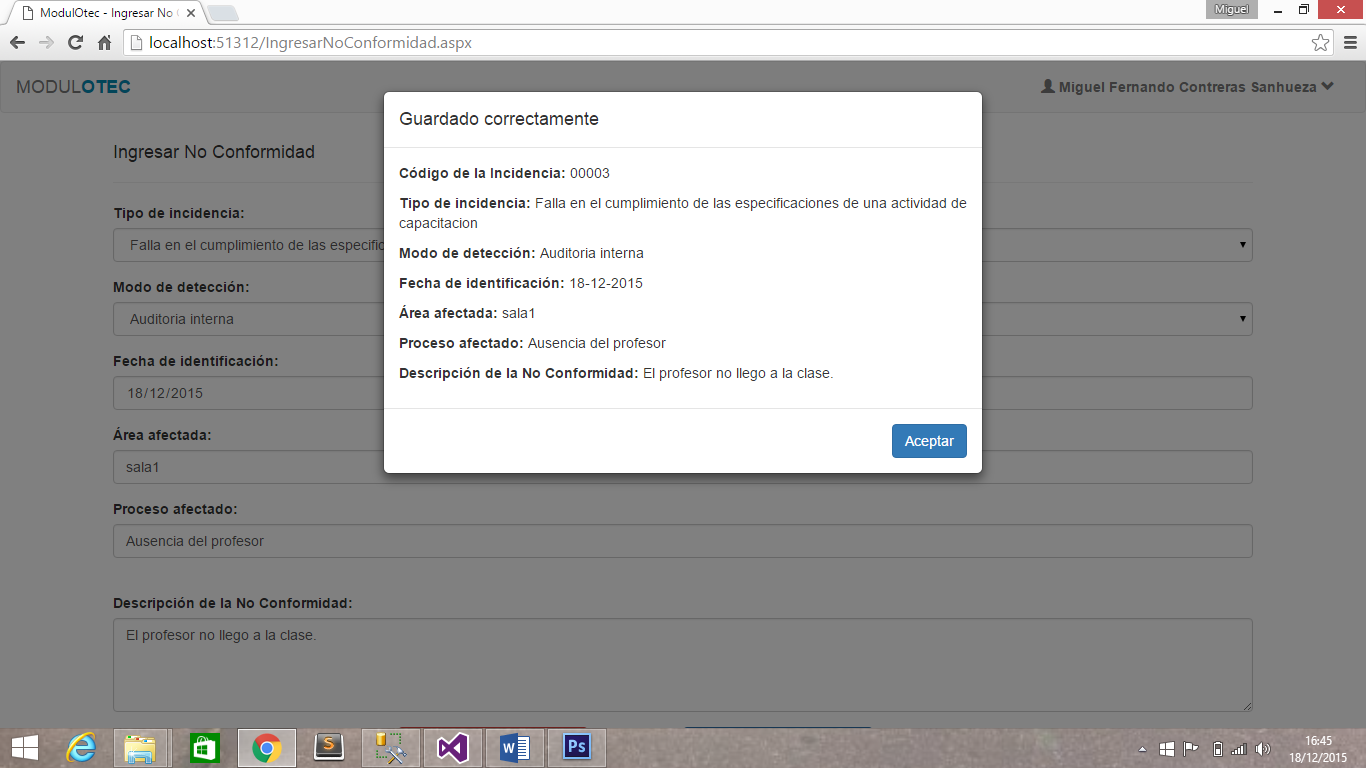 ModulOtec - Ingresar No
Miguel
localhost:51312/IngresarNoConformidad.aspx
MODULOTEC
Miguel Fernando Contreras Sanhueza
Guardado correctamente
Código de la Incidencia: 00003
Tipo de incidencia: Falla en el cumplimiento de las especificaciones de una actividad de
capacitacion
Modo de detección: Auditoria interna
Fecha de identificación: 18-12-2015
Área afectada: sala1
Proceso afectado: Ausencia del profesor
Descripción de la No Conformidad: El profesor no llego a la clase.
Aceptar
Ingresar No Conformidad
Tipo de incidencia:
Falla en el cumplimiento de las especific
Modo de detección:
Auditoria interna
Fecha de identificación:
18/12/2015
Área afectada:
sala1
Proceso afectado:
Ausencia del profesor
Descripción de la No Conformidad:
El profesor no llego a la clase.
16:45
18/12/2015